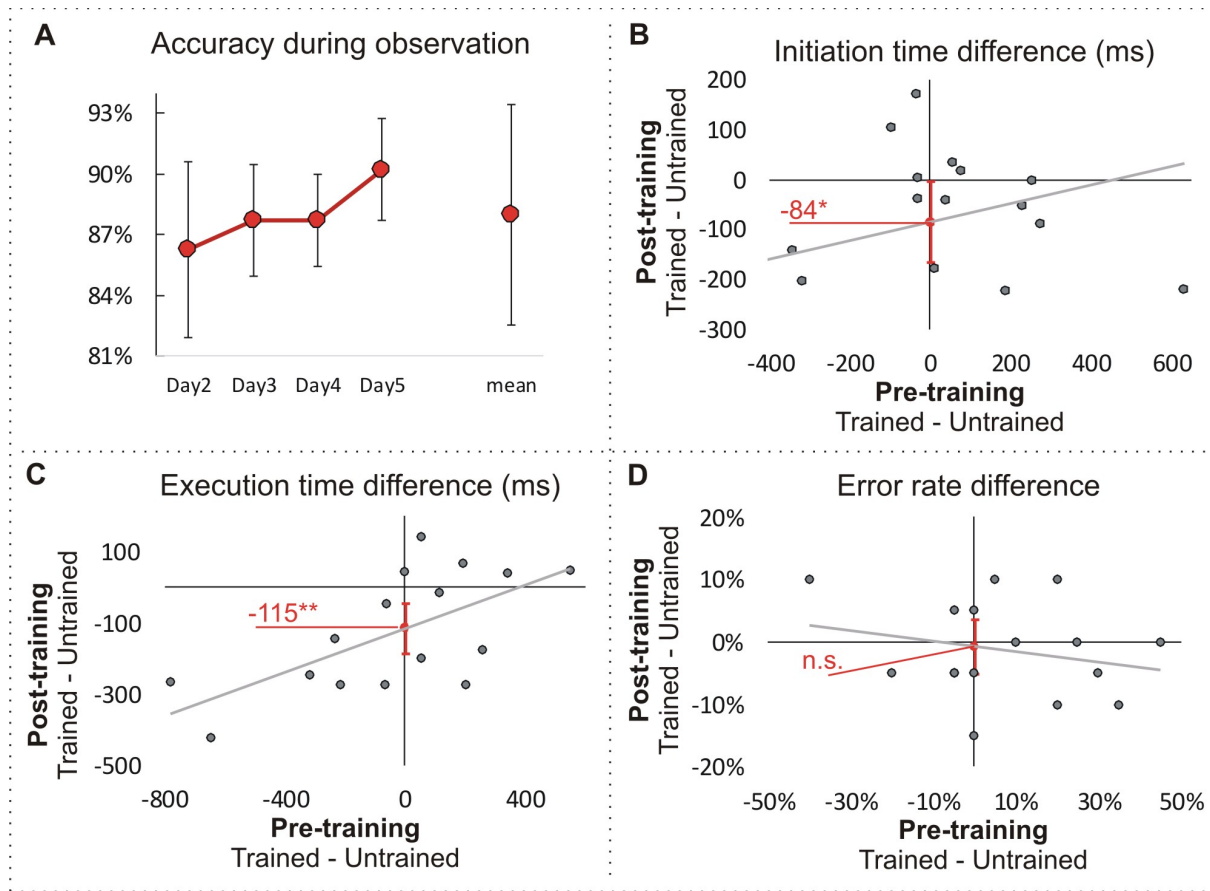 A
Accuracy during observation
93%
90%
87%
84%
81%
Day2 Day3 Day4 Day5 mean
B
Initiation time difference (ms)
Post-training
Trained - Untrained
200
100
0
-100
-200
-300
-84*
-400 -200 0 200 400 600
Pre-training
Trained - Untrained
C
Execution time difference (ms)
Post-training
Trained - Untrained
100
-100
-300
-500
-115**
-800 -400 0 400
Pre-training
Trained - Untrained
D
Error rate difference
Post-training
Trained - Untrained
20%
10%
0%
-10%
-20%
n.s.
-50% -30% -10% 10% 30% 50%
Pre-training
Trained - Untrained